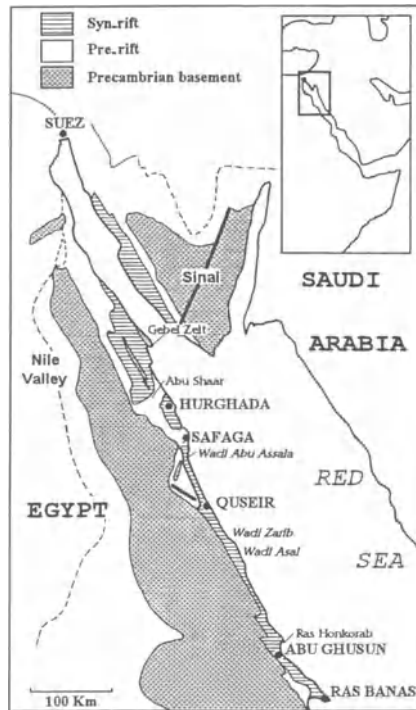 Syn_rift
Pre_rift
Precambrian basement
SUEZ
Sinai
SAUDI
ARABIA
Gebel Zeit
Nile
Valley
Abu Shaar
HURGHADA
SAFAGA
Wadi Abu Assala
RED
EGYPT
QUSEIR
Wadi Zarib
Wadi Asal
SEA
Ras Honkorab
ABU GHUSUN
100 Km
RAS BANAS